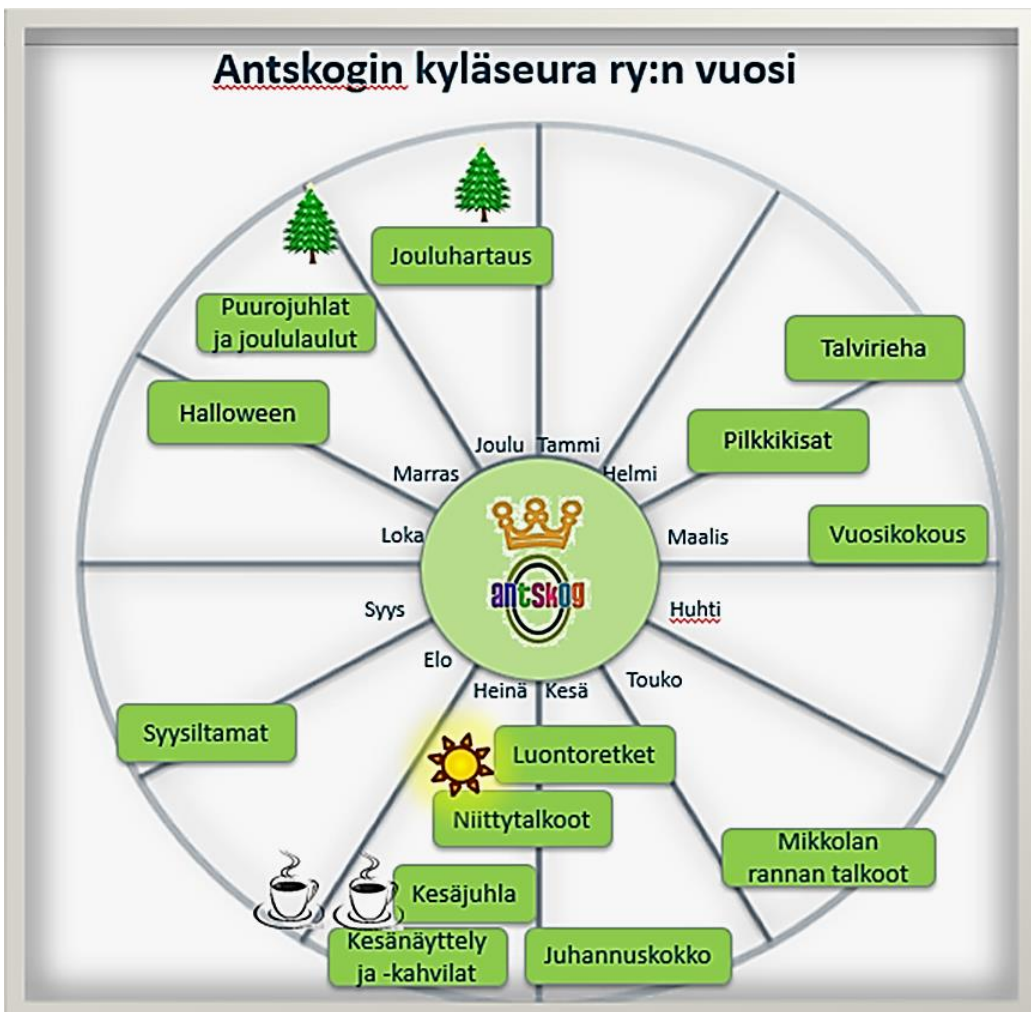 Antskogin kyläseura ry:n vuosi
Jouluhartaus
Puurojuhlat
ja joululaulut
Talvirieha
Halloween
Pilkkikisat
Joulu
Tammi
Marras
Helmi
Loka
Maalis
Vuosikokous
antskog
Syys
Huhti
Elo
Touko
Heinä
Kesä
Syysiltamat
Luontoretket
Niittytalkoot
Mikkolan
rannan talkoot
Kesäjuhla
Kesänäyttely
ja -kahvilat
Juhannuskokko